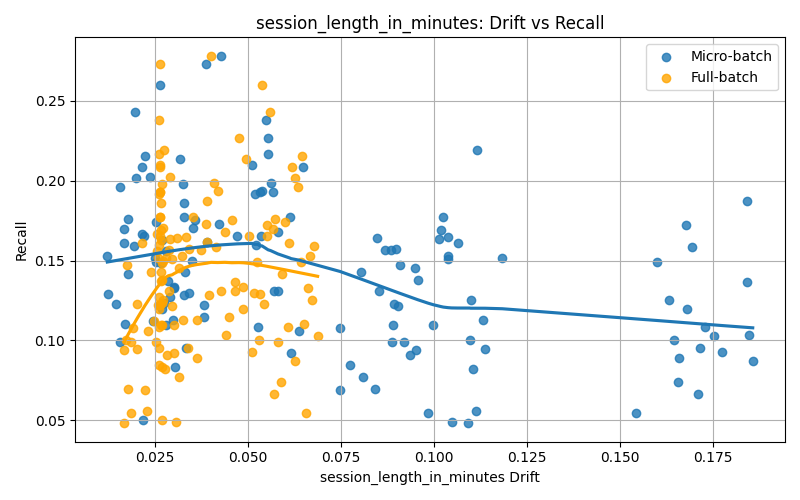 session_length_in_minutes: Drift vs Recall
Micro-batch
Full-batch
Recall
0.25
0.20
0.15
0.10
0.05
0.025
0.050
0.075
0.100
0.125
0.150
0.175
session_length_in_minutes Drift